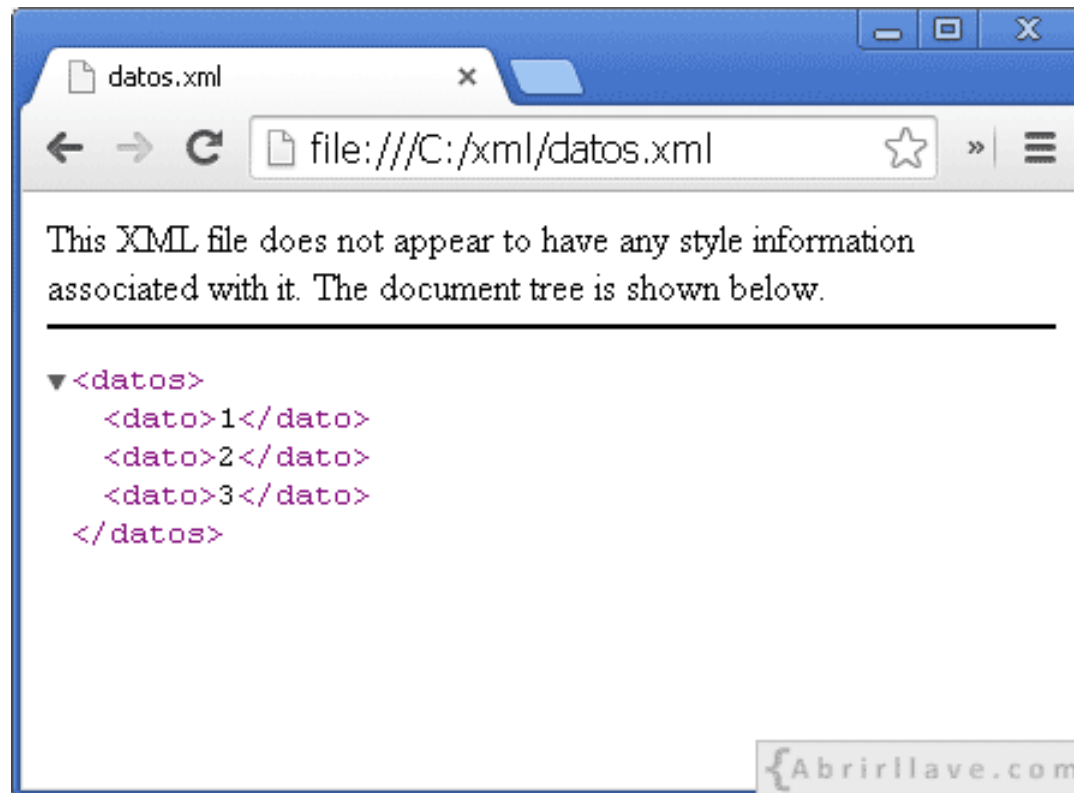 datos.xml
file:///C:/xml/datos.xml
This XML file does not appear to have any style information
associated with it. The document tree is shown below.
<datos>
<dato>1</dato>
<dato>2</dato>
<dato>3</dato>
</datos>
{Abrirllave.com